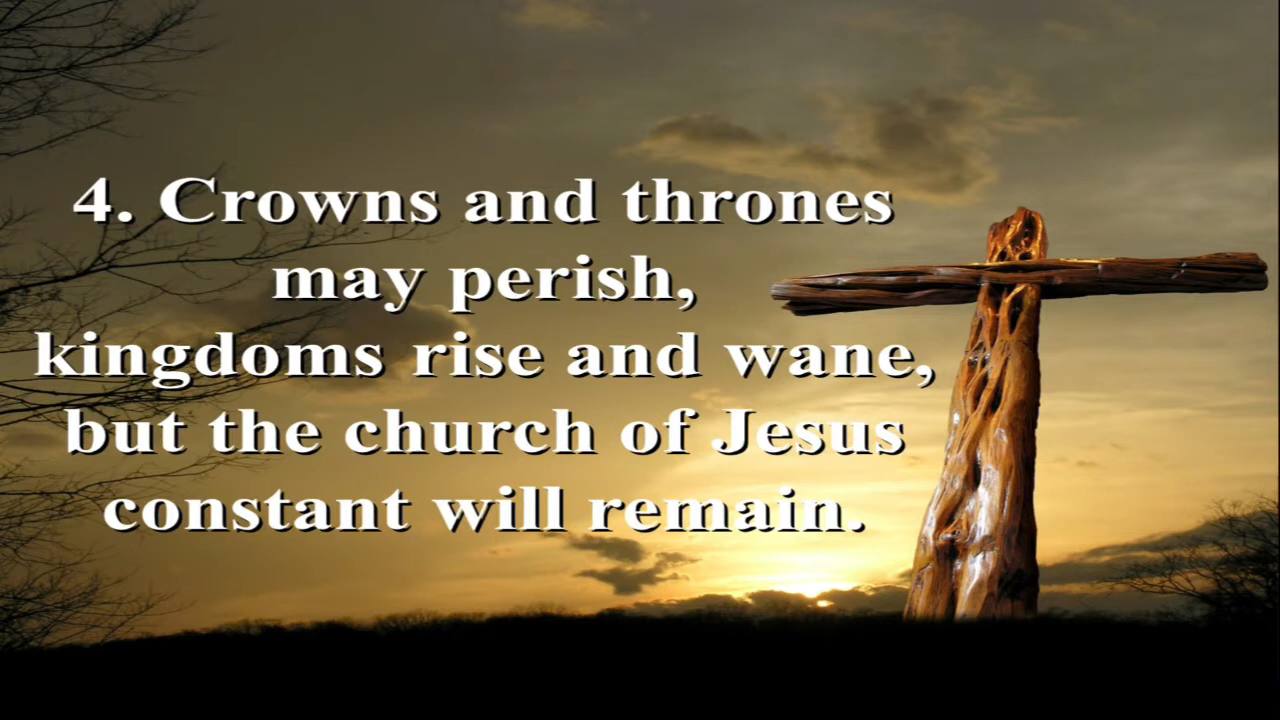 4. Crowns and thrones
may perish,
kingdoms rise and wane,
but the church of Jesus
constant will remain.